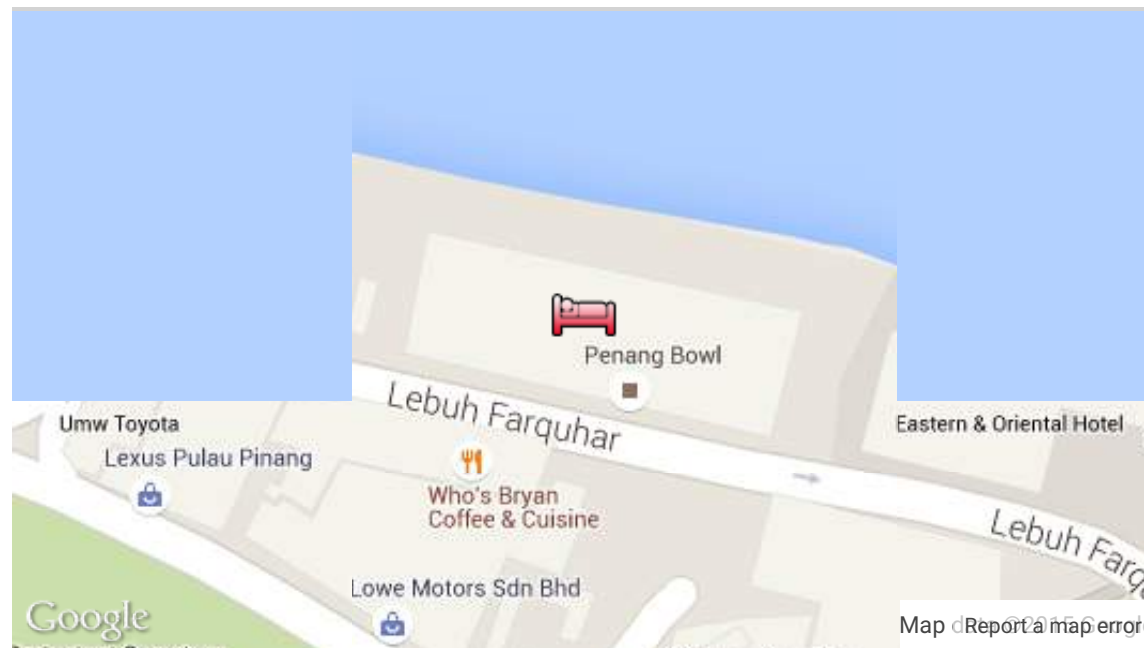 Penang Bowl
Lebuh Farquhar
Umw Toyota
Eastern & Oriental Hotel
Lexus Pulau Pinang
Who's Bryan
Coffee & Cuisine
Lebuh Farq
Lowe Motors Sdn Bhd
Google
Map
Report a map error